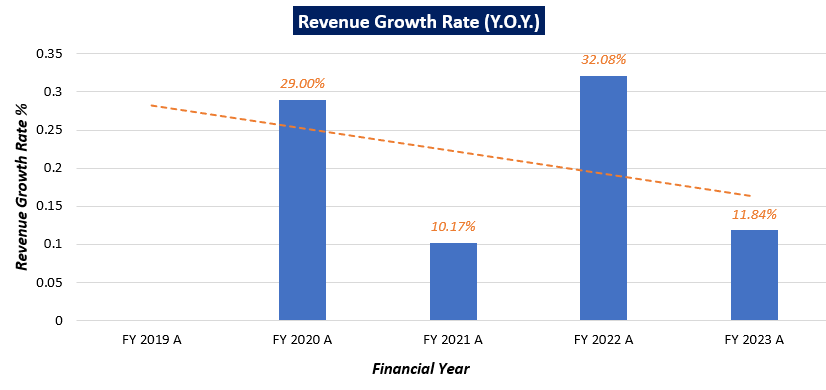 Revenue Growth Rate (Y.O.Y.)
Revenue Growth Rate %
0.35
0.3
0.25
0.2
0.15
0.1
0.05
0
29.00%
10.17%
32.08%
11.84%
FY 2019 A
FY 2020 A
FY 2021 A
FY 2022 A
FY 2023 A
Financial Year